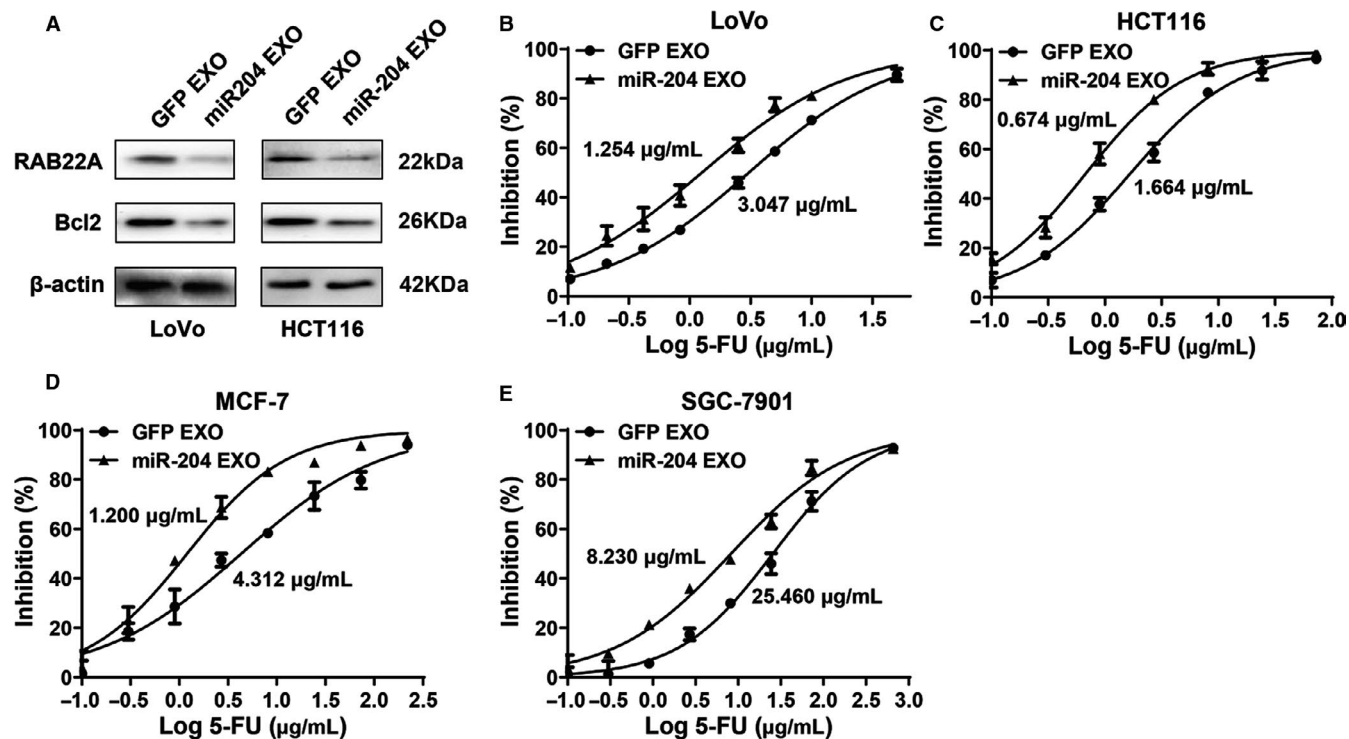 A
GFP EXO
miR204 EXO
GFP EXO
miR-204 EXO
RAB22A
22kDa
Bcl2
26KDa
β-actin
42KDa
LoVo
HCT116
B
LoVo
GFP EXO
miR-204 EXO
1.254 µg/mL
3.047 µg/mL
Inhibition (%)
100
80
60
40
20
0
−1.0 −0.5 0.0 0.5 1.0 1.5
Log 5-FU (µg/mL)
C
HCT116
GFP EXO
miR-204 EXO
0.674 µg/mL
1.664 µg/mL
Inhibition (%)
100
80
60
40
20
0
−1.0 −0.5 0.0 0.5 1.0 1.5 2.0
Log 5-FU (µg/mL)
D
MCF-7
GFP EXO
miR-204 EXO
1.200 µg/mL
4.312 µg/mL
Inhibition (%)
100
80
60
40
20
0
−1.0 −0.5 0.0 0.5 1.0 1.5 2.0 2.5
Log 5-FU (µg/mL)
E
SGC-7901
GFP EXO
miR-204 EXO
8.230 µg/mL
25.460 µg/mL
Inhibition (%)
100
80
60
40
20
0
−1.0 −0.5 0.0 0.5 1.0 1.5 2.0 2.5 3.0
Log 5-FU (µg/mL)